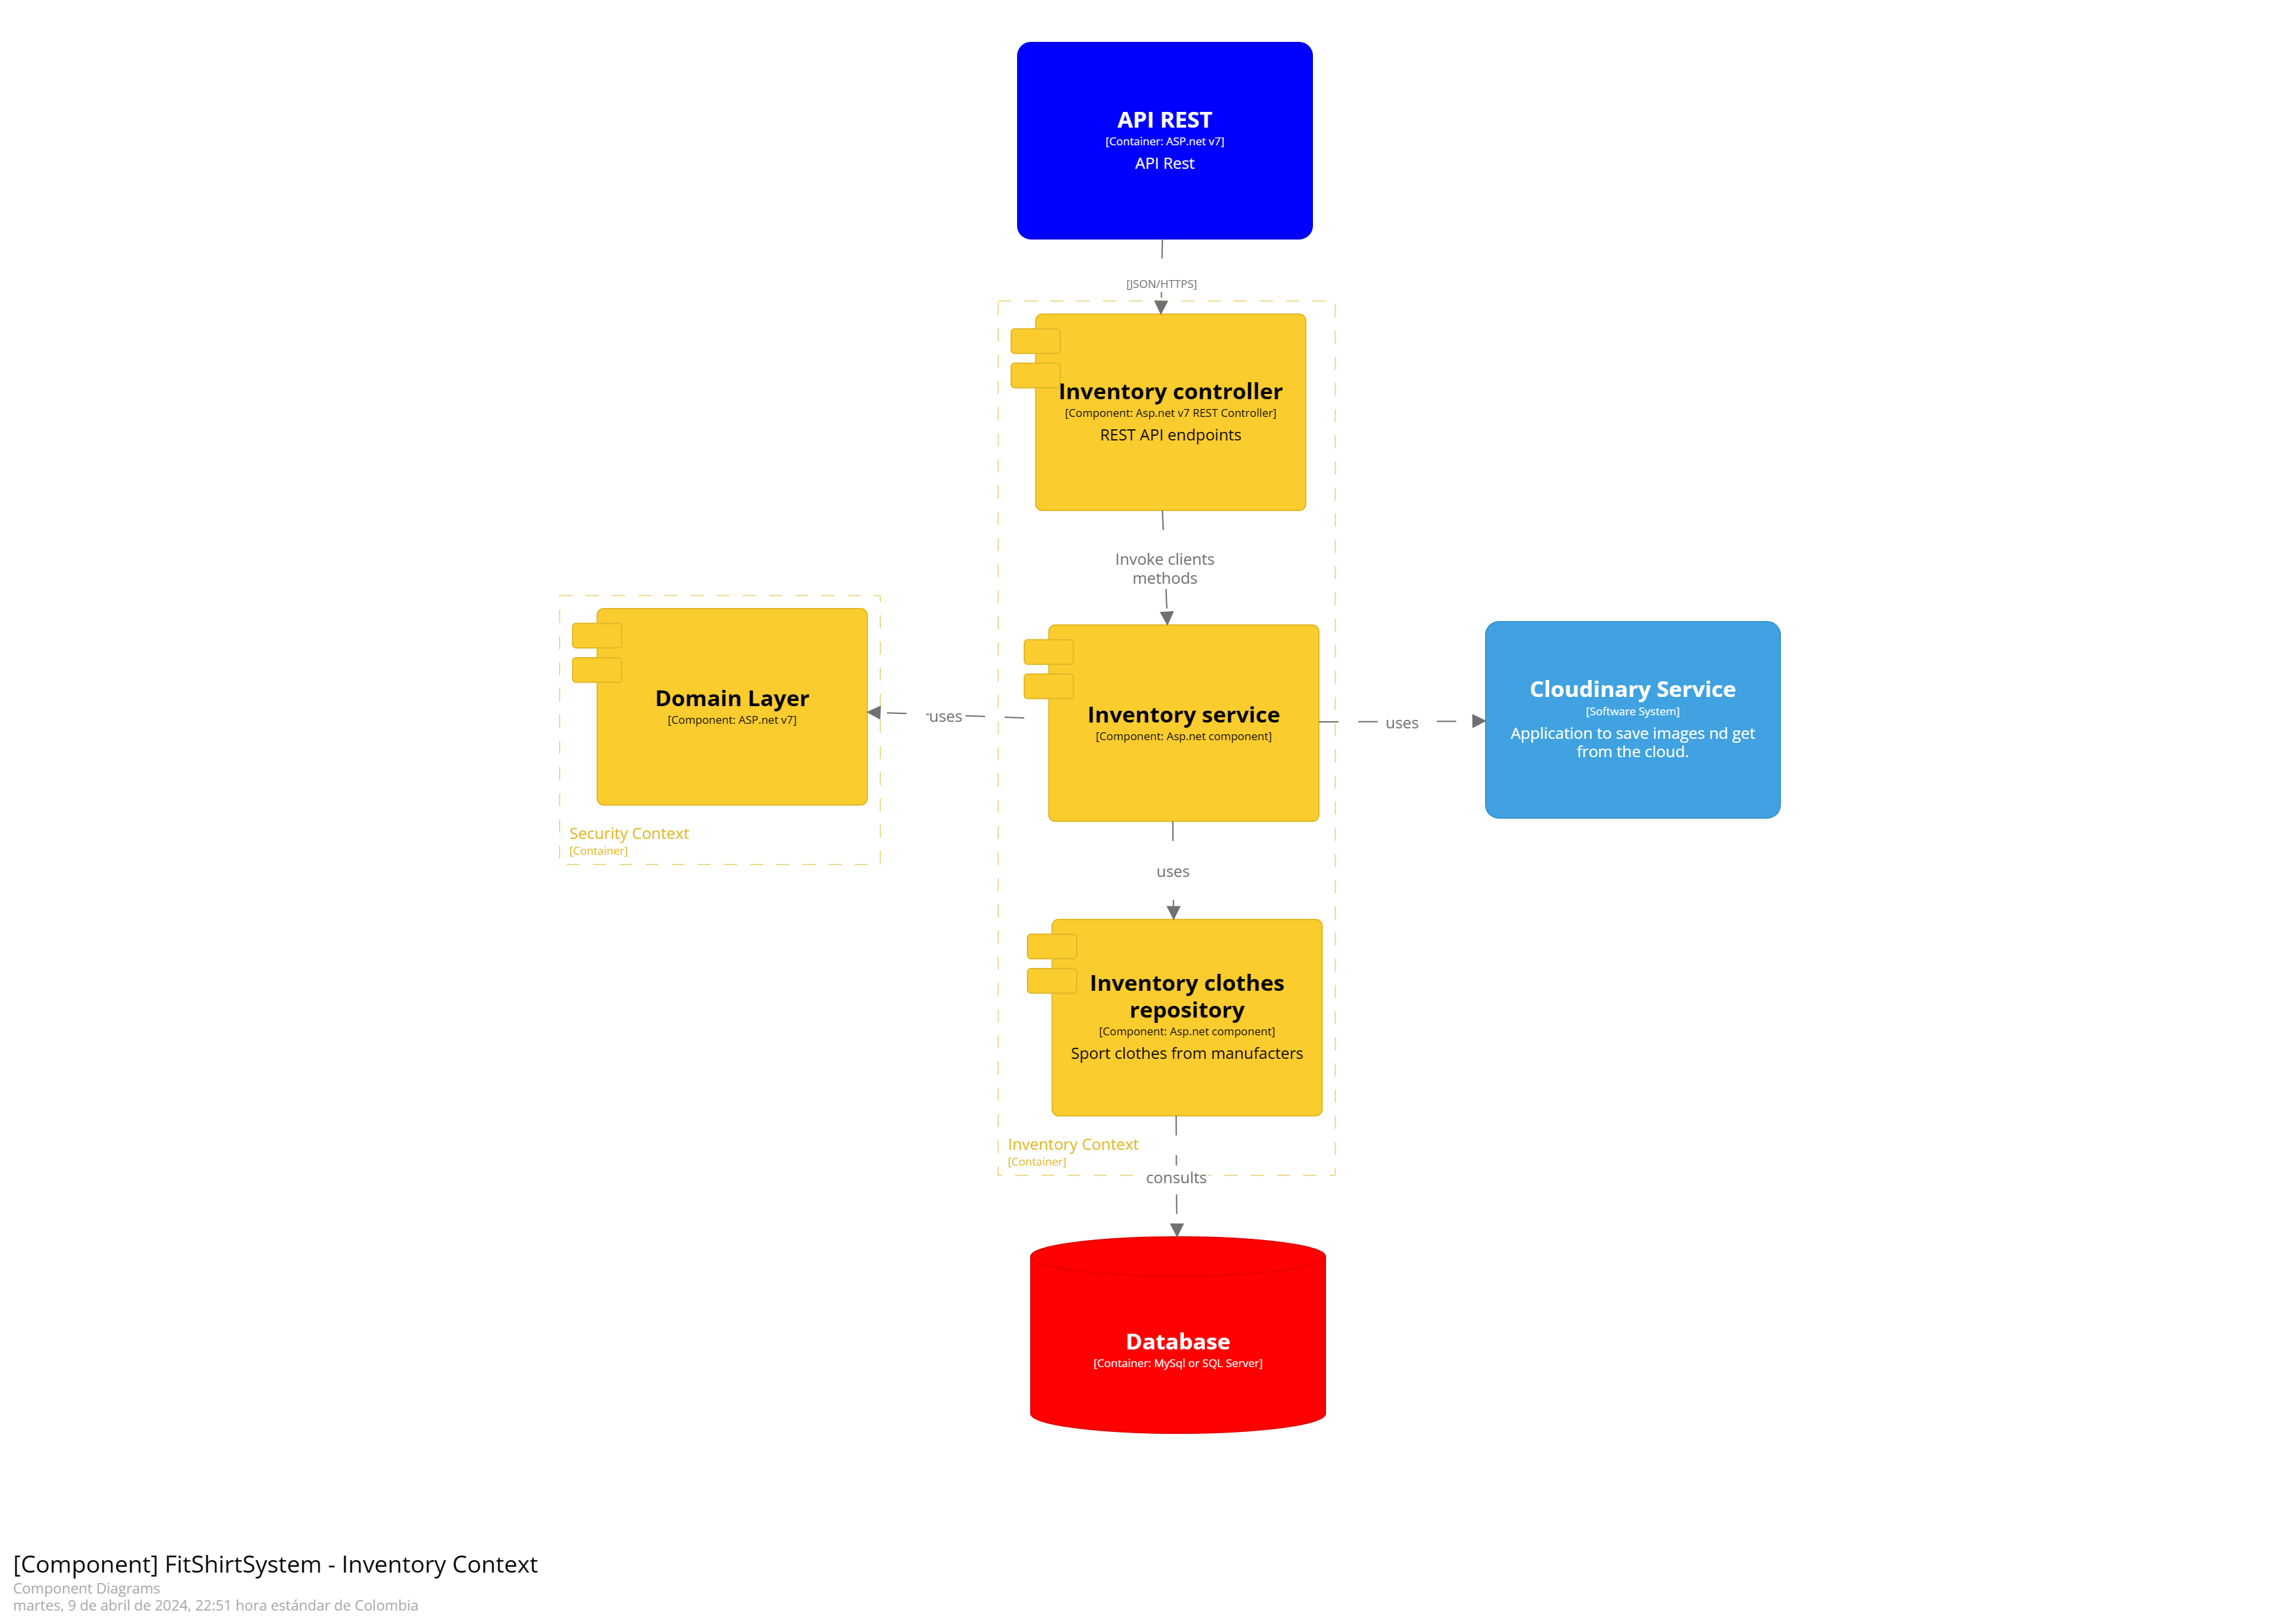 API REST
[Container: ASP.net v7]
API Rest
[JSON/HTTPS]
Inventory controller
[Component: Asp.net v7 REST Controller]
REST API endpoints
Invoke clients
methods
Domain Layer
[Component: ASP.net v7]
Security Context
[Container]
uses
Inventory service
[Component: Asp.net component]
uses
Cloudinary Service
[Software System]
Application to save images nd get
from the cloud.
uses
Inventory clothes
repository
[Component: Asp.net component]
Sport clothes from manufacters
Inventory Context
[Container]
consults
Database
[Container: MySql or SQL Server]
[Component] FitShirtSystem - Inventory Context
Component Diagrams
martes, 9 de abril de 2024, 22:51 hora estándar de Colombia